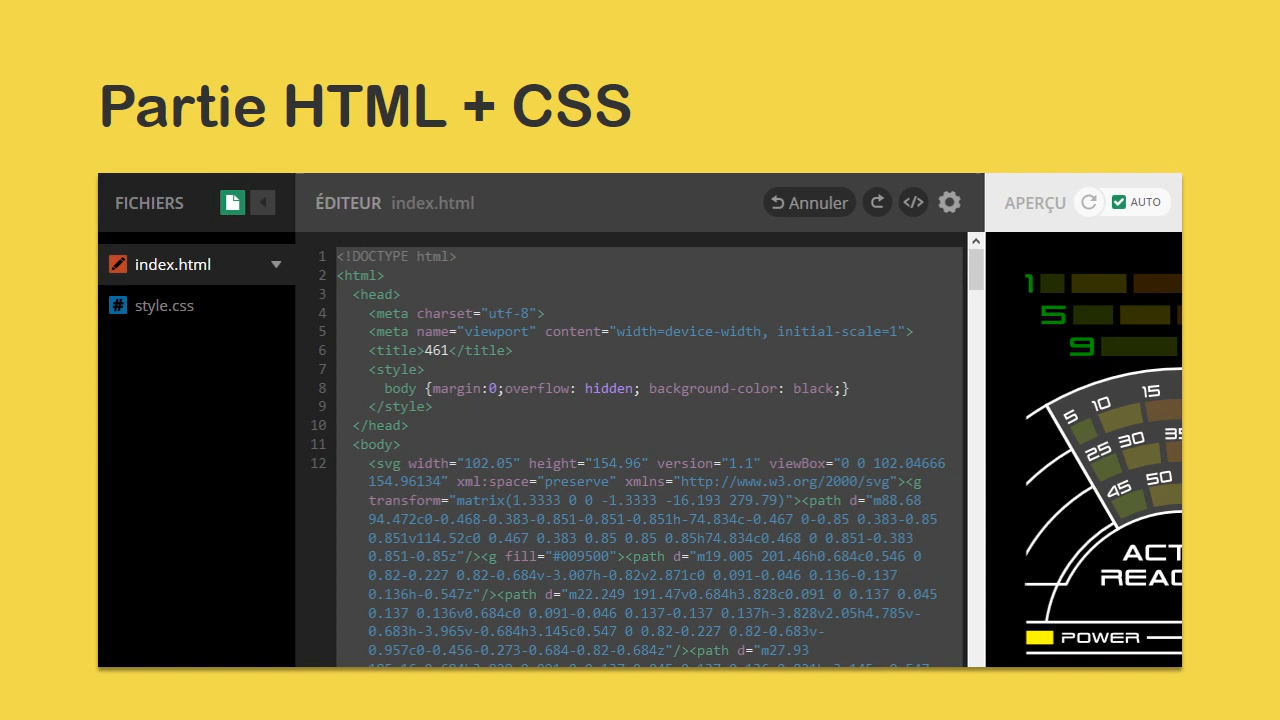 Partie HTML + CSS
FICHIERS
ÉDITEUR index.html
Annuler
</>
APERÇU
AUTO
index.html
# style.css
1 <!DOCTYPE html>
2 <html>
3 <head>
4 <meta charset="utf-8">
5 <meta name="viewport" content="width=device-width, initial-scale=1">
6 <title>461</title>
7 <style>
8 body {margin:0;overflow: hidden; background-color: black;}
9 </style>
10 </head>
11 <body>
12 <svg width="102.05" height="154.96" version="1.1" viewBox="0 0 102.04666
154.96134" xml:space="preserve" xmlns="http://www.w3.org/2000/svg"><g
transform="matrix(1.3333 0 0 -1.3333 -16.193 279.79)"><path d="m88.68
94.472c0-0.468-0.383-0.851-0.851-0.851h-74.834c-0.467 0-0.85 0.383-0.85
0.851v114.52c0 0.467 0.383 0.85 0.85 0.85h74.834c0.468 0 0.851-0.383
0.851-0.85z"/><g fill="#009500"><path d="m19.005 201.46h0.684c0.546 0
0.82-0.227 0.82-0.684v-3.007h-0.82v2.871c0 0.091-0.046 0.136-0.137
0.136h-0.547z"/><path d="m22.249 191.47v0.684h3.828c0.091 0 0.137 0.045
0.137 0.136v0.684c0 0.091-0.046 0.137-0.137 0.137h-3.828v2.05h4.785v-
0.683h-3.965v-0.684h3.145c0.547 0 0.82-0.227 0.82-0.683v-
0.957c0-0.456-0.273-0.684-0.82-0.684z"/><path d="m27.93
1
5
9
5 10 15
25 30 35
45 50
ACT
REAC
POWER